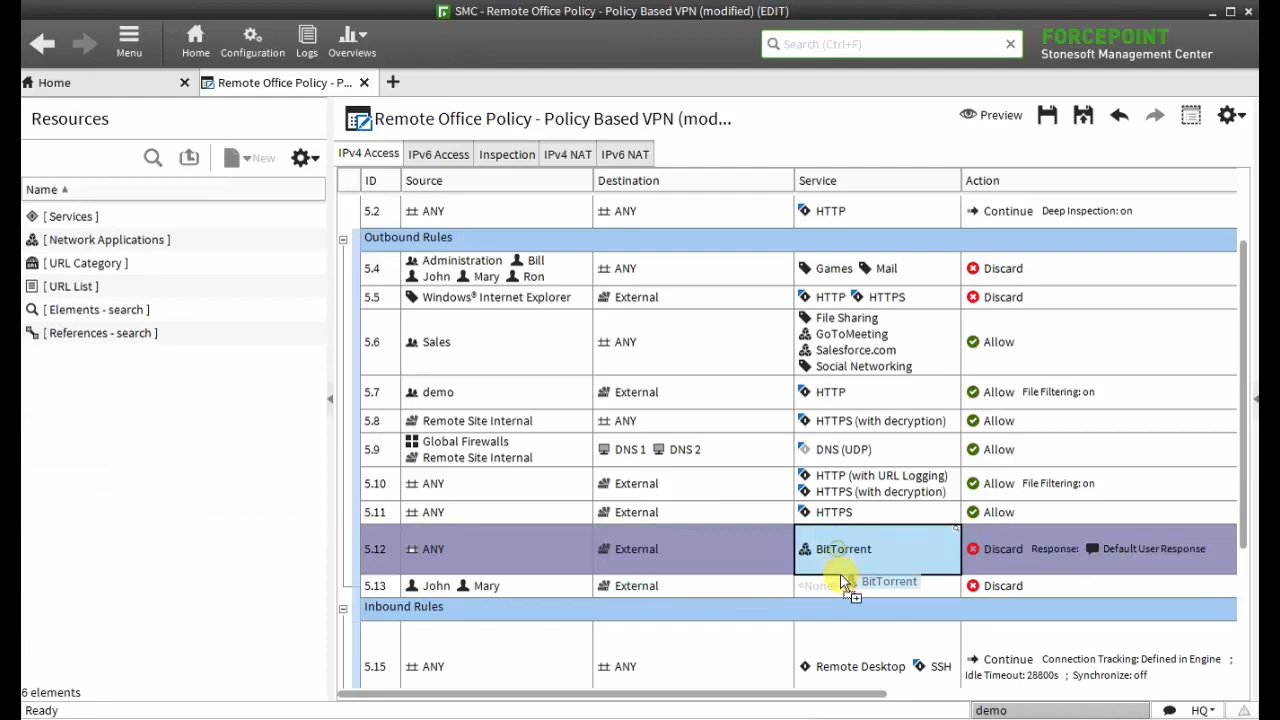 SMC - Remote Office Policy - Policy Based VPN (modified) (EDIT)
Menu Home Configuration Logs Overviews
Search (Ctrl+F)
FORCEPOINT
Stonesoft Management Center
Home Remote Office Policy - P...
Resources
New
Name
[ Services ]
[ Network Applications ]
[ URL Category ]
[ URL List ]
[ Elements - search ]
[ References - search ]
6 elements
Remote Office Policy - Policy Based VPN (mod...
Preview
IPv4 Access IPv6 Access Inspection IPv4 NAT IPv6 NAT
ID Source Destination Service Action
5.2 ANY ANY HTTP Continue Deep Inspection: on
Outbound Rules
5.4 Administration Bill John Mary Ron ANY Games Mail Discard
5.5 Windows® Internet Explorer External HTTP HTTPS Discard
5.6 Sales ANY File Sharing GoToMeeting Salesforce.com Social Networking Allow
5.7 demo External HTTP Allow File Filtering: on
5.8 Remote Site Internal ANY HTTPS (with decryption) Allow
5.9 Global Firewalls Remote Site Internal DNS 1 DNS 2 DNS (UDP) Allow
5.10 ANY External HTTP (with URL Logging) HTTPS (with decryption) Allow File Filtering: on
5.11 ANY External HTTPS Allow
5.12 ANY External BitTorrent Discard Response: Default User Response
BitTorrent
5.13 John Mary External Discard
Inbound Rules
5.15 ANY ANY Remote Desktop SSH Continue Connection Tracking: Defined in Engine ; Idle Timeout: 28800s ; Synchronize: off
Ready demo HQ